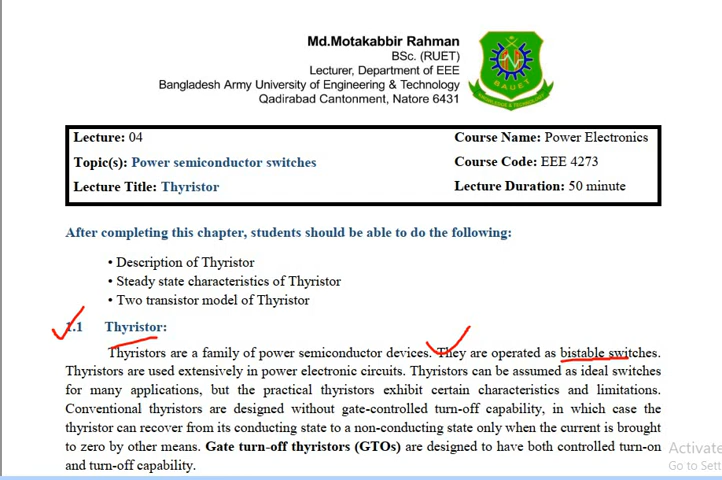 Md.Motakabbir Rahman
BSc. (RUET)
Lecturer, Department of EEE
Bangladesh Army University of Engineering & Technology
Qadirabad Cantonment, Natore 6431
BAUET
KNOWLEDGE & TECHNOLOGY
Lecture: 04
Course Name: Power Electronics
Topic(s): Power semiconductor switches
Course Code: EEE 4273
Lecture Title: Thyristor
Lecture Duration: 50 minute
After completing this chapter, students should be able to do the following:
• Description of Thyristor
• Steady state characteristics of Thyristor
• Two transistor model of Thyristor
1.1 Thyristor:
Thyristors are a family of power semiconductor devices. They are operated as bistable switches.
Thyristors are used extensively in power electronic circuits. Thyristors can be assumed as ideal switches
for many applications, but the practical thyristors exhibit certain characteristics and limitations.
Conventional thyristors are designed without gate-controlled turn-off capability, in which case the
thyristor can recover from its conducting state to a non-conducting state only when the current is brought
to zero by other means. Gate turn-off thyristors (GTOs) are designed to have both controlled turn-on
and turn-off capability.
Activate
Go to Sett